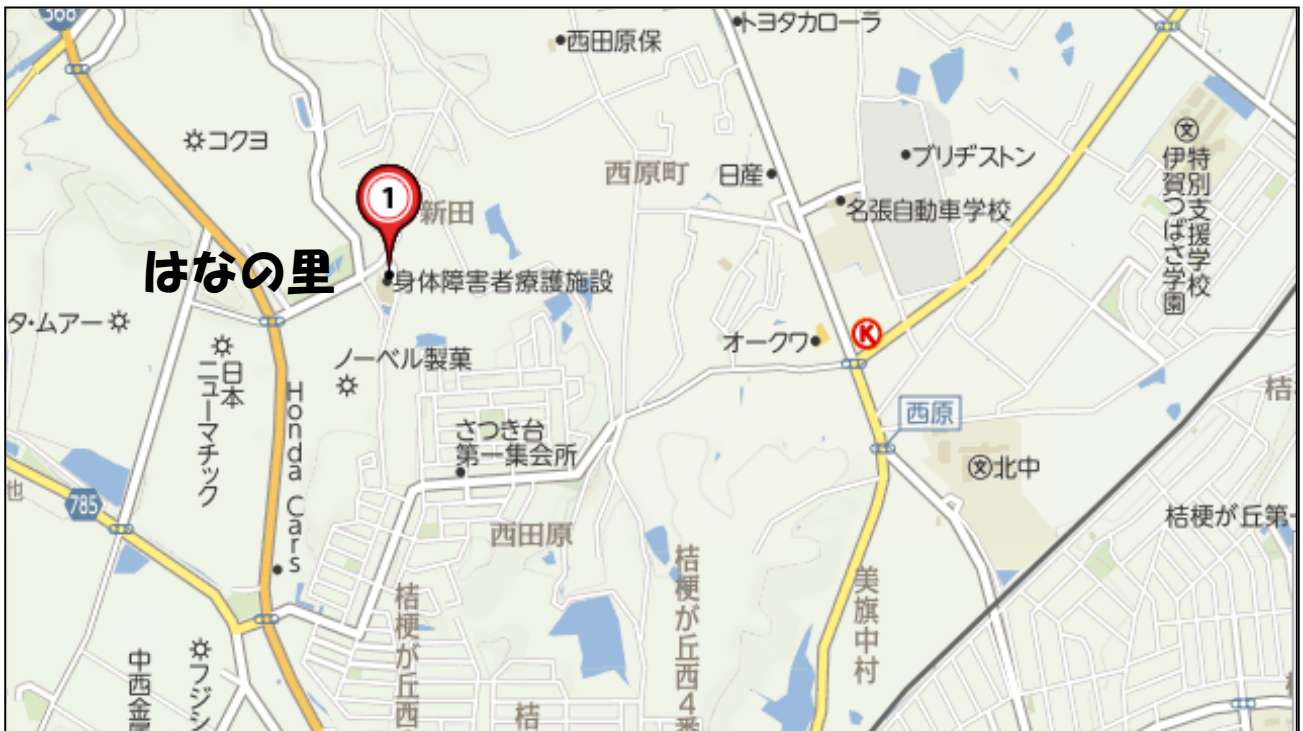 368
トヨタカローラ
西田原保
コクヨ
西原町
日産
ブリヂストン
特別支援学校
伊賀つばさ学園
1
新田
名張自動車学校
はなの里
身体障害者療護施設
タ・ムアー
オークワ
K
日本
ニューマチック
ノーベル製菓
Honda Cars
西原
さつき台
第一集会所
北中
785
西田原
桔梗が丘第一
桔梗が丘西
桔梗が丘西4番
美旗中村
中西金属
フジシ
桔
桔
池
文
文